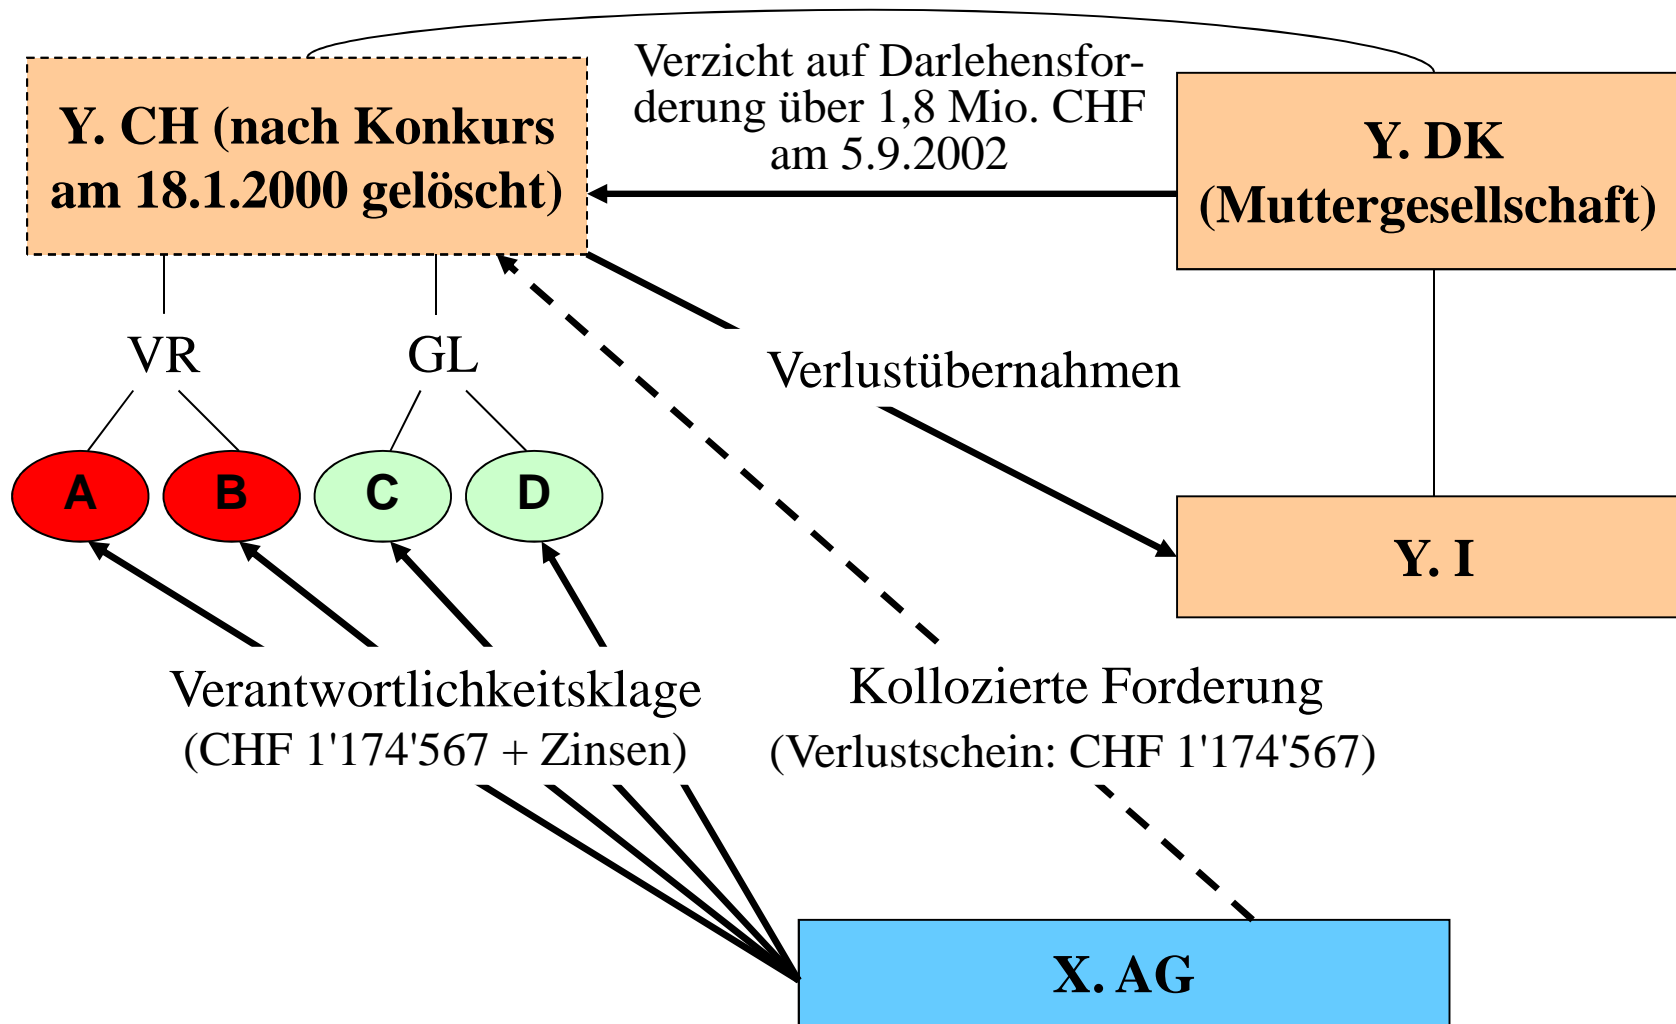 Verzicht auf Darlehensfor-
derung über 1,8 Mio. CHF
am 5.9.2002
Y. CH (nach Konkurs
am 18.1.2000 gelöscht)
Y. DK
(Muttergesellschaft)
VR
GL
Verlustübernahmen
A
B
C
D
Y. I
Verantwortlichkeitsklage
(CHF 1'174'567 + Zinsen)
Kollozierte Forderung
(Verlustschein: CHF 1'174'567)
X. AG